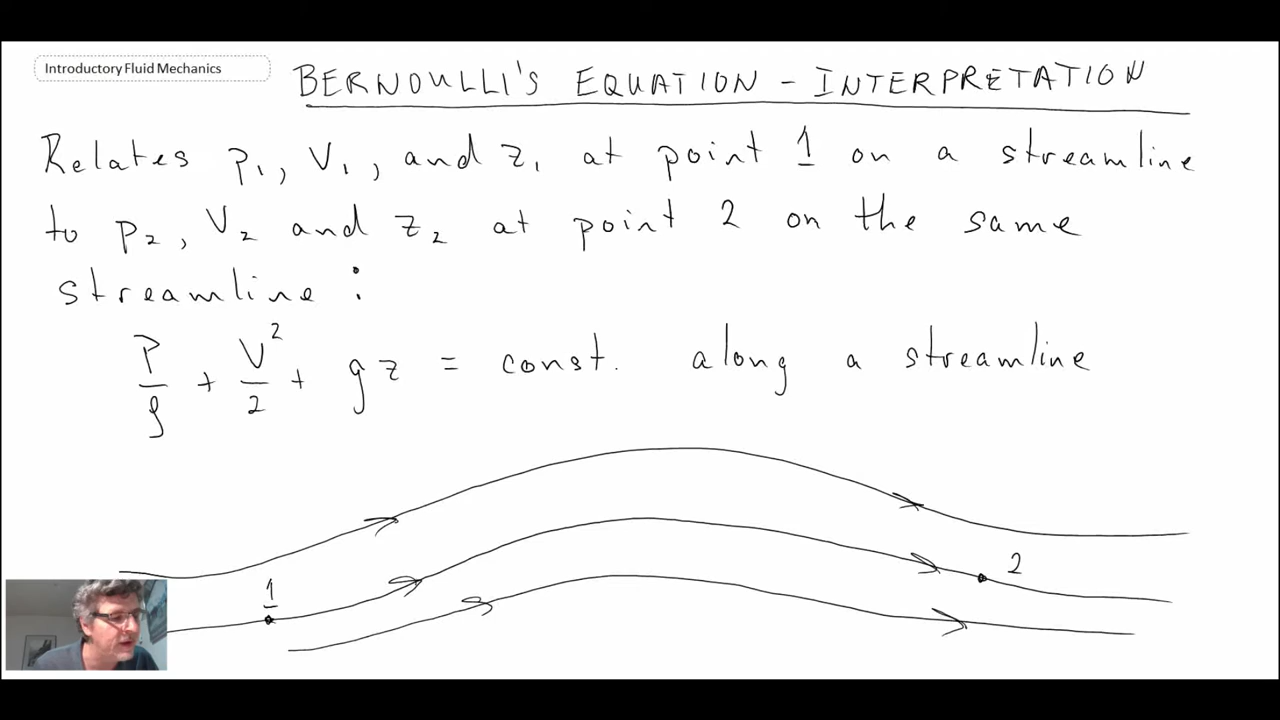 Introductory Fluid Mechanics
BERNOULLI'S EQUATION - INTERPRETATION
Relates p₁, V₁, and z₁ at point 1 on a streamline
to p₂, V₂ and z₂ at point 2 on the same
streamline :
P/ρ + V²/2 + gz = const. along a streamline
1
2